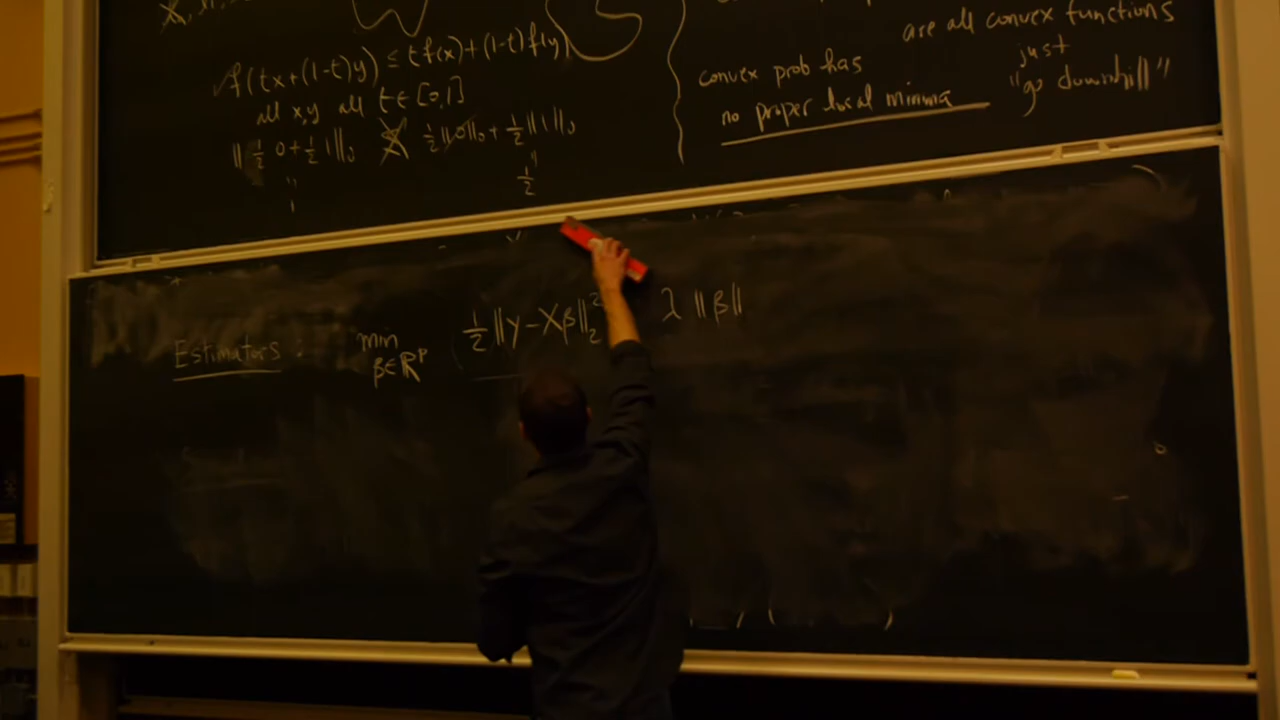 f(tx+(1-t)y) ≤ t f(x)+(1-t)f(y)
all x,y all t∈[0,1]
‖ ½ 0+½ 1‖₀ ½‖0‖₀+½‖1‖₀
"
1
"
½
are all convex functions
just
"go downhill"
convex prob has
no proper local minima
Estimators : min ½‖y-Xβ‖₂² λ ‖β‖
β∈ℝᵖ